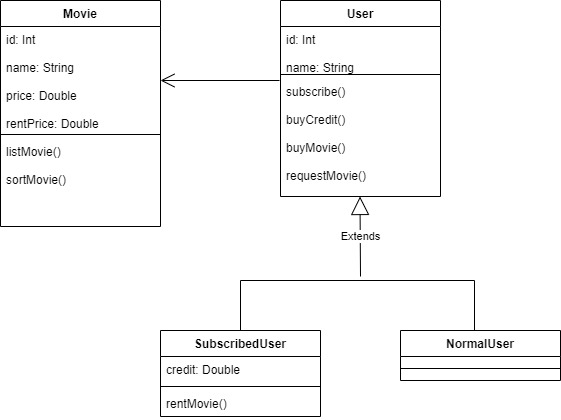 Movie
id: Int
name: String
price: Double
rentPrice: Double
listMovie()
sortMovie()
User
id: Int
name: String
subscribe()
buyCredit()
buyMovie()
requestMovie()
Extends
SubscribedUser
credit: Double
rentMovie()
NormalUser